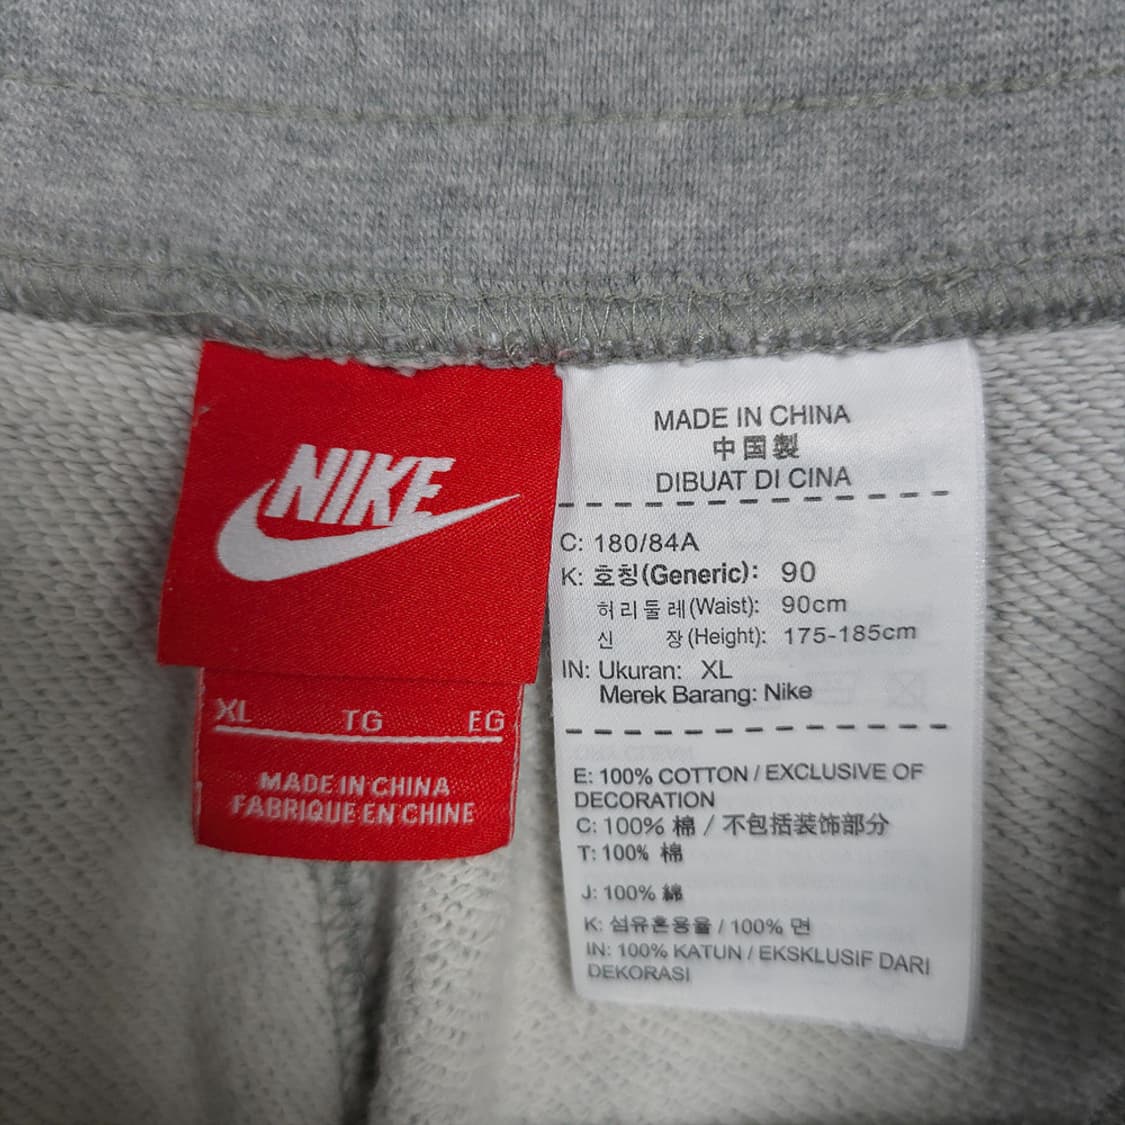 NIKE
XL TG EG
MADE IN CHINA
FABRIQUE EN CHINE
MADE IN CHINA
中国製
DIBUAT DI CINA
C: 180/84A
K: 호칭(Generic): 90
허리둘레(Waist): 90cm
신 장(Height): 175-185cm
IN: Ukuran: XL
Merek Barang: Nike
E: 100% COTTON / EXCLUSIVE OF
DECORATION
C: 100% 棉 / 不包括装饰部分
T: 100% 棉
J: 100% 綿
K: 섬유혼용율 / 100% 면
IN: 100% KATUN / EKSKLUSIF DARI
DEKORASI